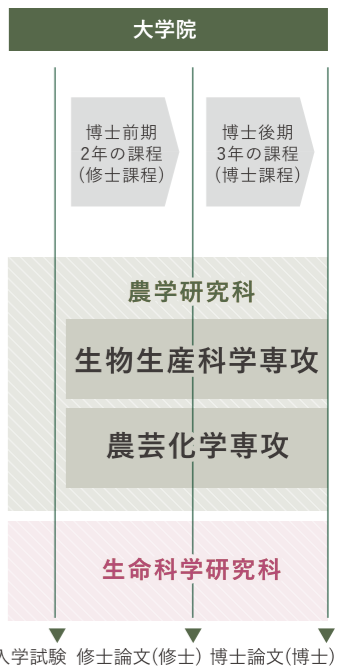 大学院
博士前期
2年の課程
(修士課程)
博士後期
3年の課程
(博士課程)
農学研究科
生物生産科学専攻
農芸化学専攻
生命科学研究科
入学試験 修士論文(修士) 博士論文(博士)